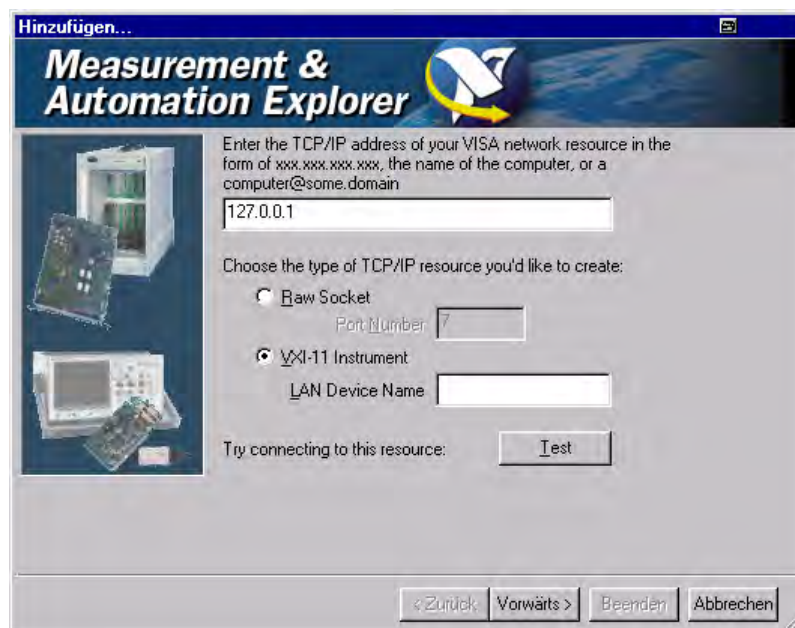 Hinzufügen...
Measurement &
Automation Explorer
Enter the TCP/IP address of your VISA network resource in the
form of xxx.xxx.xxx.xxx, the name of the computer, or a
computer@some.domain
127.0.0.1
Choose the type of TCP/IP resource you'd like to create:
Raw Socket
Port Number 7
VXI-11 Instrument
LAN Device Name
Try connecting to this resource: Test
< Zurück Vorwärts > Beenden Abbrechen